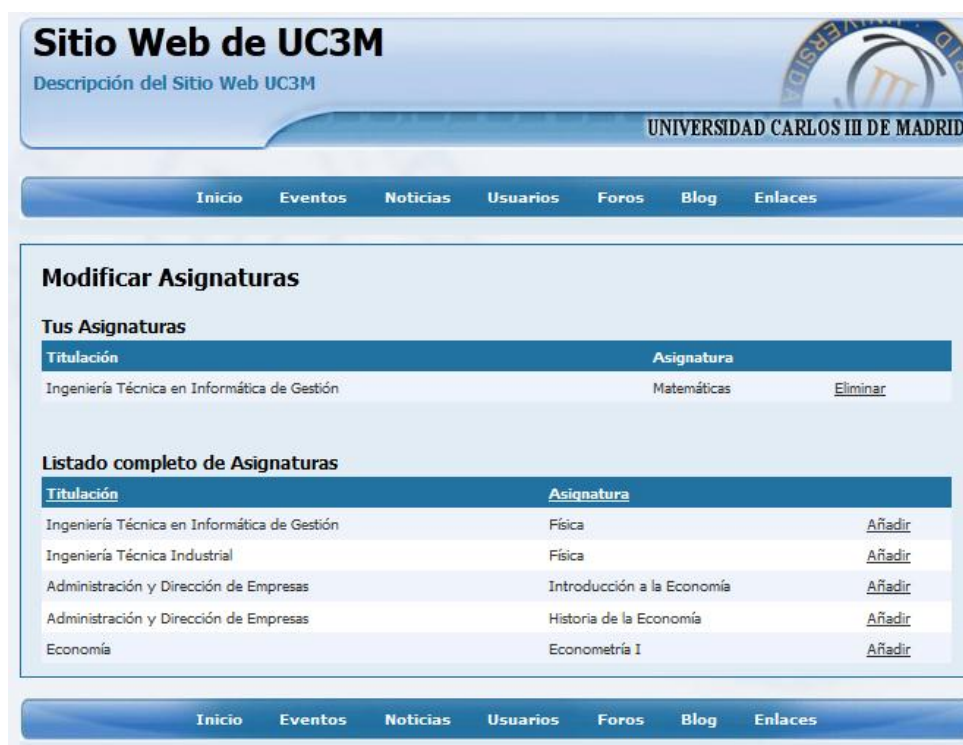 Sitio Web de UC3M
Descripción del Sitio Web UC3M
UNIVERSIDAD CARLOS III DE MADRID
Inicio Eventos Noticias Usuarios Foros Blog Enlaces
Modificar Asignaturas
Tus Asignaturas
Titulación Asignatura
Ingeniería Técnica en Informática de Gestión Matemáticas Eliminar
Listado completo de Asignaturas
Titulación Asignatura
Ingeniería Técnica en Informática de Gestión Física Añadir
Ingeniería Técnica Industrial Física Añadir
Administración y Dirección de Empresas Introducción a la Economía Añadir
Administración y Dirección de Empresas Historia de la Economía Añadir
Economía Econometría I Añadir
Inicio Eventos Noticias Usuarios Foros Blog Enlaces